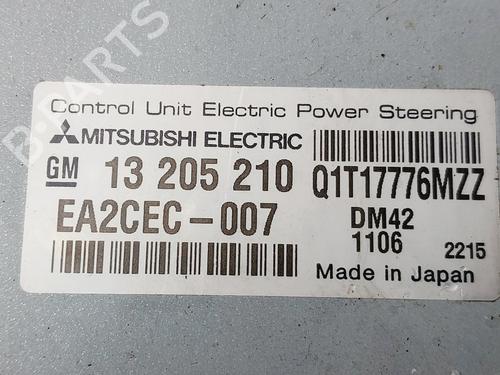 B-PARTS
Control Unit Electric Power Steering
MITSUBISHI ELECTRIC
GM 13 205 210 Q1T17776MZZ
EA2CEC-007 DM42
1106 2215
Made in Japan